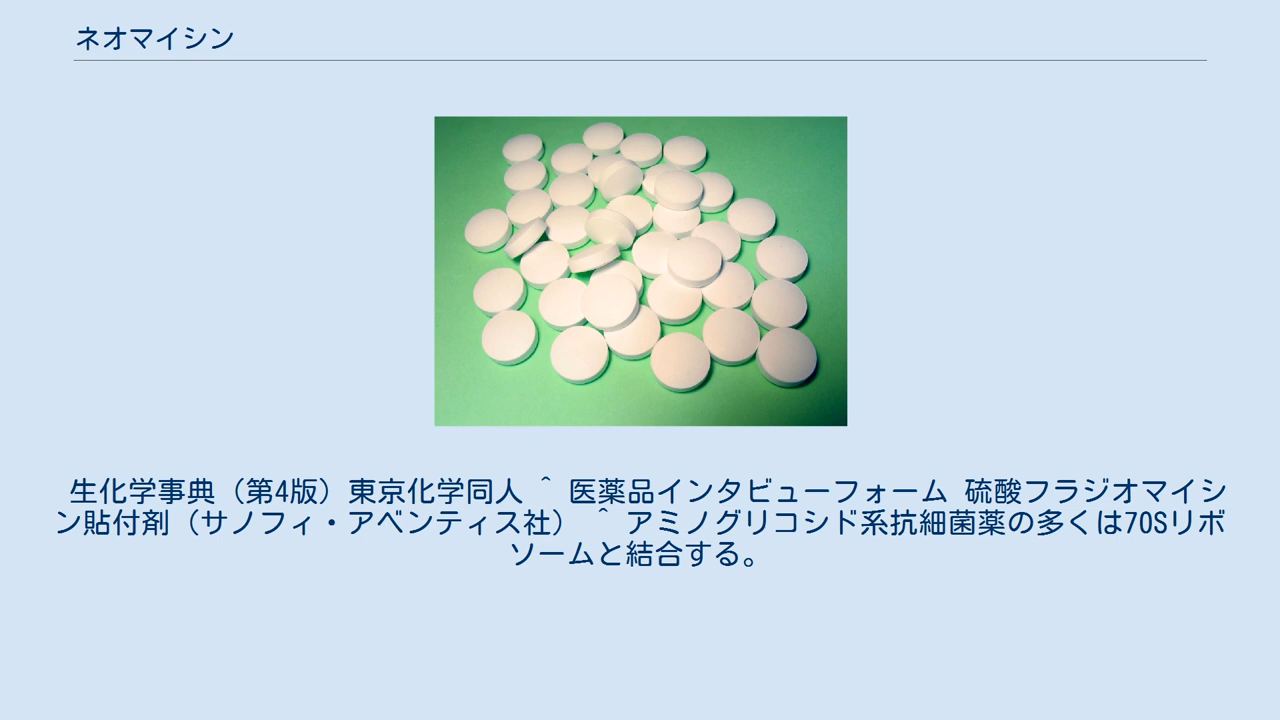 ネオマイシン
生化学事典（第4版）東京化学同人 ^ 医薬品インタビューフォーム 硫酸フラジオマイシ
ン貼付剤（サノフィ・アベンティス社） ^ アミノグリコシド系抗細菌薬の多くは70Sリボ
ソームと結合する。